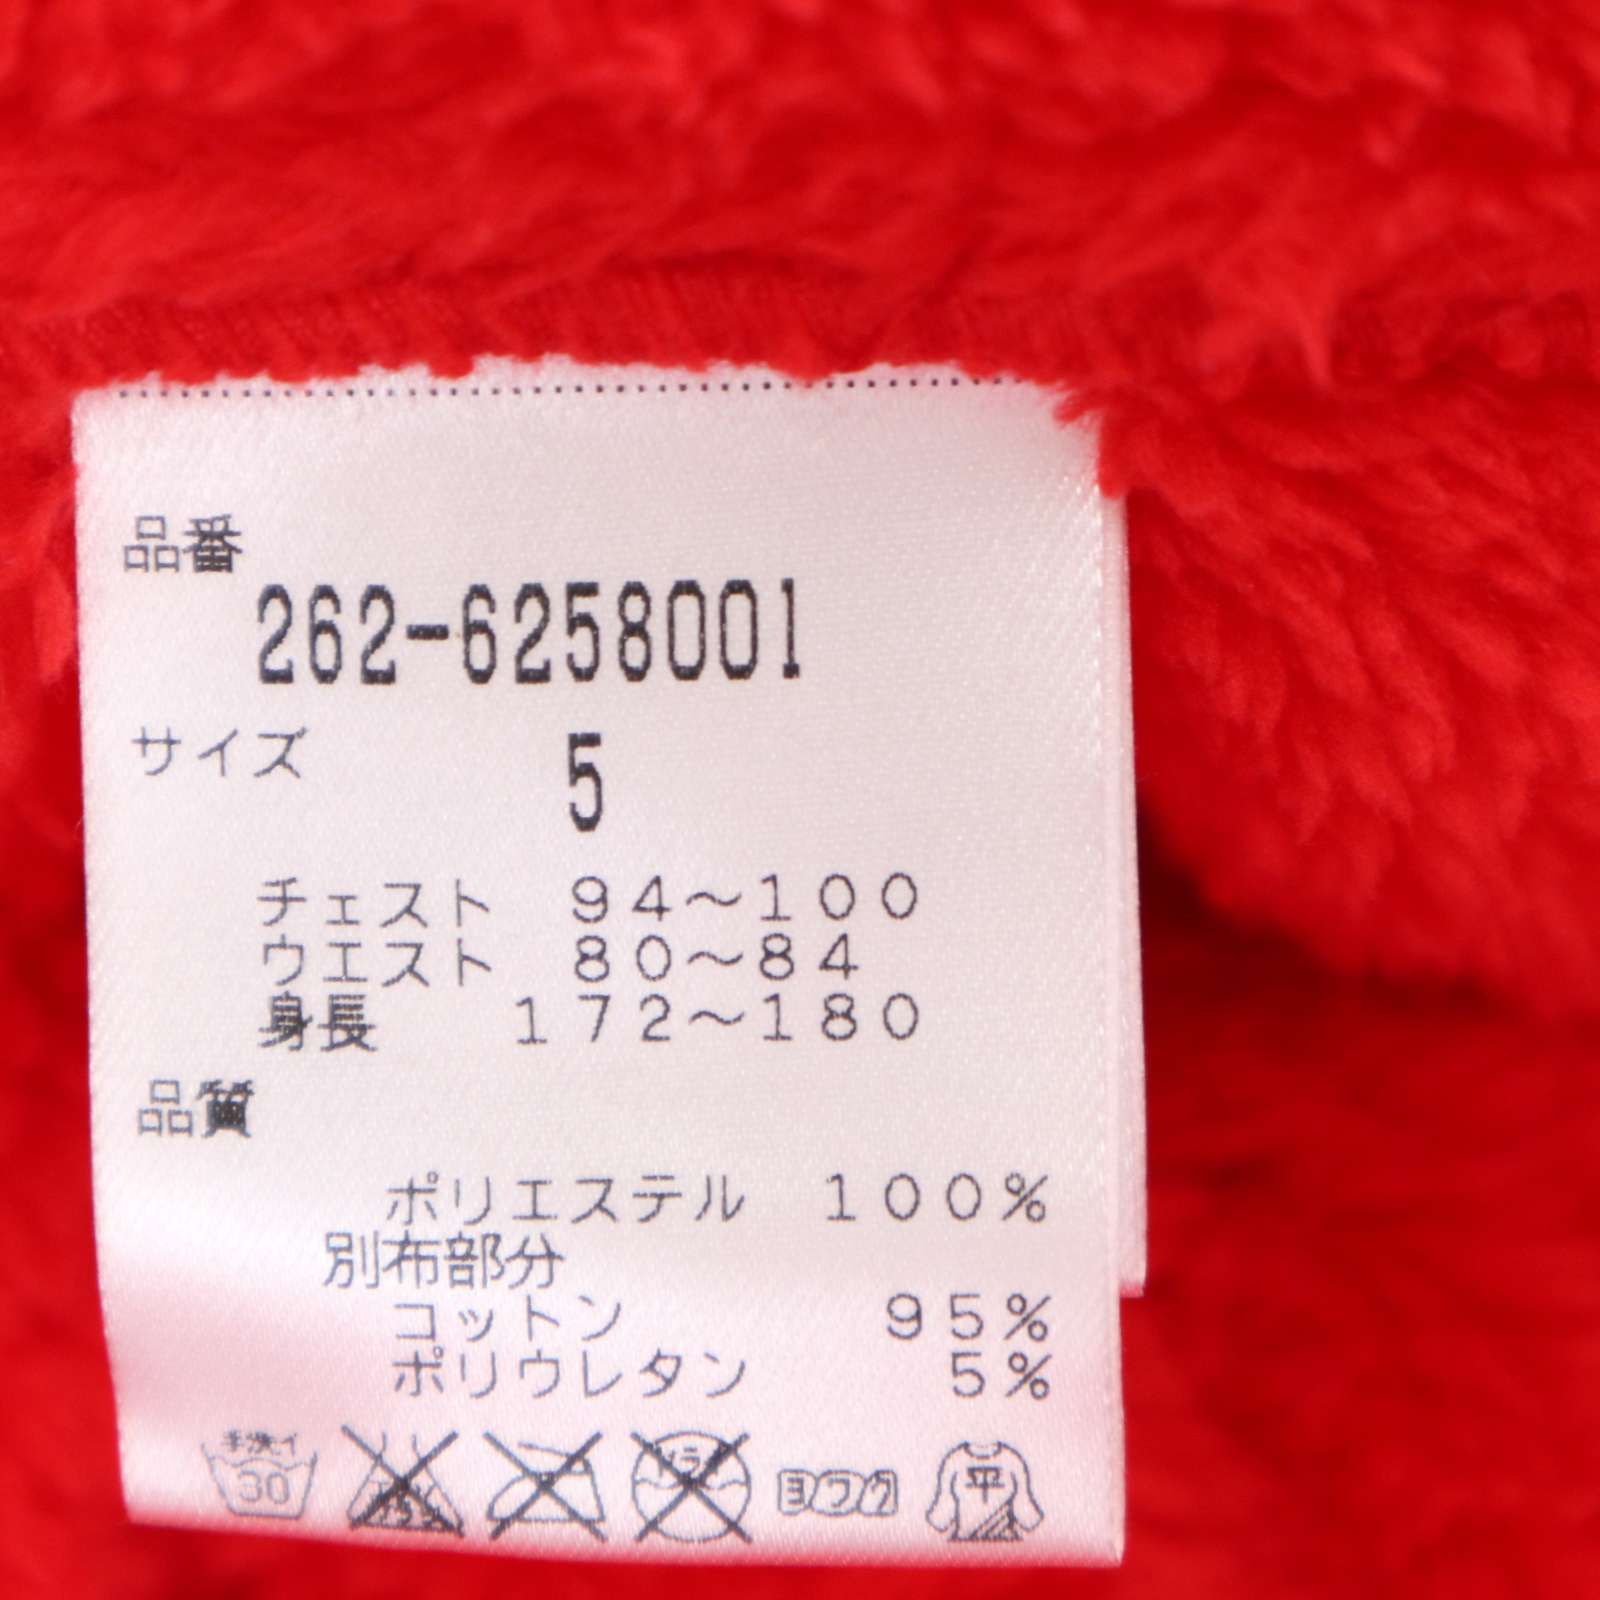 品番
262-6258001
サイズ 5
チェスト 94～100
ウエスト 80～84
身長 172～180
品質
ポリエステル 100%
別布部分
コットン 95%
ポリウレタン 5%
手洗イ 30 ドライ ヨワク 平